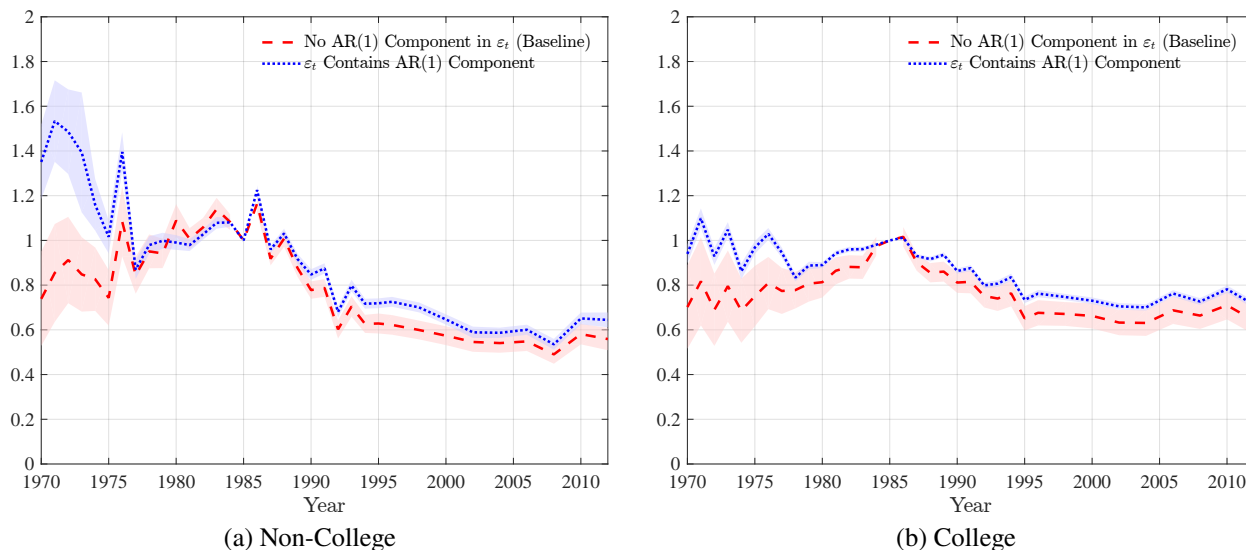 2
1.8
1.6
1.4
1.2
1
0.8
0.6
0.4
0.2
0
No AR(1) Component in εt (Baseline)
εt Contains AR(1) Component
1970 1975 1980 1985 1990 1995 2000 2005 2010
Year
(a) Non-College
2
1.8
1.6
1.4
1.2
1
0.8
0.6
0.4
0.2
0
No AR(1) Component in εt (Baseline)
εt Contains AR(1) Component
1970 1975 1980 1985 1990 1995 2000 2005 2010
Year
(b) College